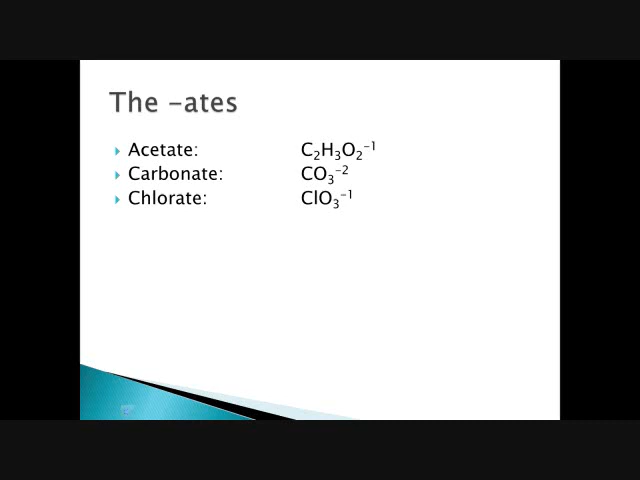 The -ates
Acetate: C₂H₃O₂⁻¹
Carbonate: CO₃⁻²
Chlorate: ClO₃⁻¹